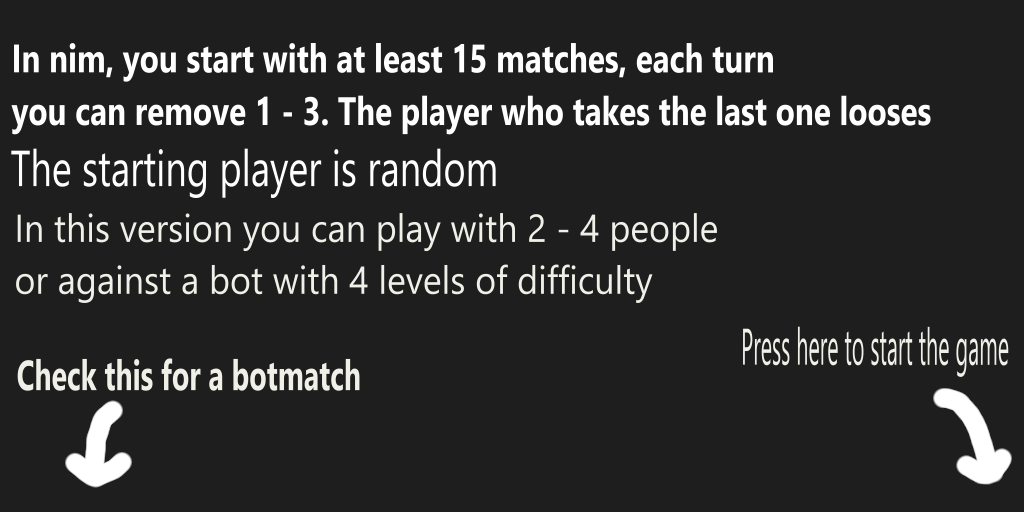 In nim, you start with at least 15 matches, each turn
you can remove 1 - 3. The player who takes the last one looses
The starting player is random
In this version you can play with 2 - 4 people
or against a bot with 4 levels of difficulty
Press here to start the game
Check this for a botmatch